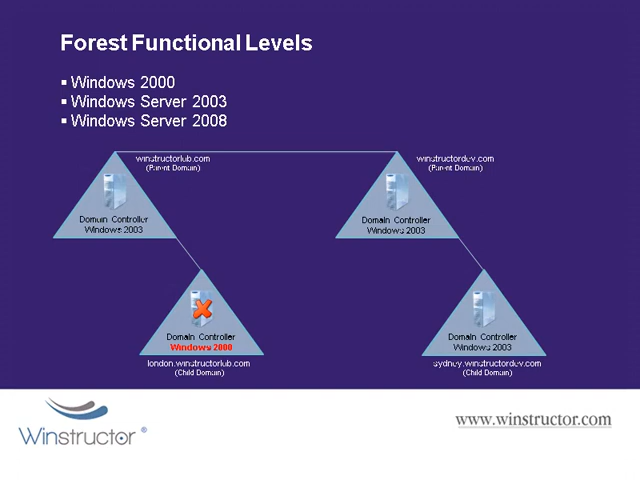 Forest Functional Levels
▪ Windows 2000
▪ Windows Server 2003
▪ Windows Server 2008
winstructorlub.com
(Parent Domain)
winstructordev.com
(Parent Domain)
Domain Controller
Windows 2003
Domain Controller
Windows 2003
Domain Controller
Windows 2000
Domain Controller
Windows 2003
london.winstructorlub.com
(Child Domain)
sydney.winstructordev.com
(Child Domain)
Winstructor ®
www.winstructor.com